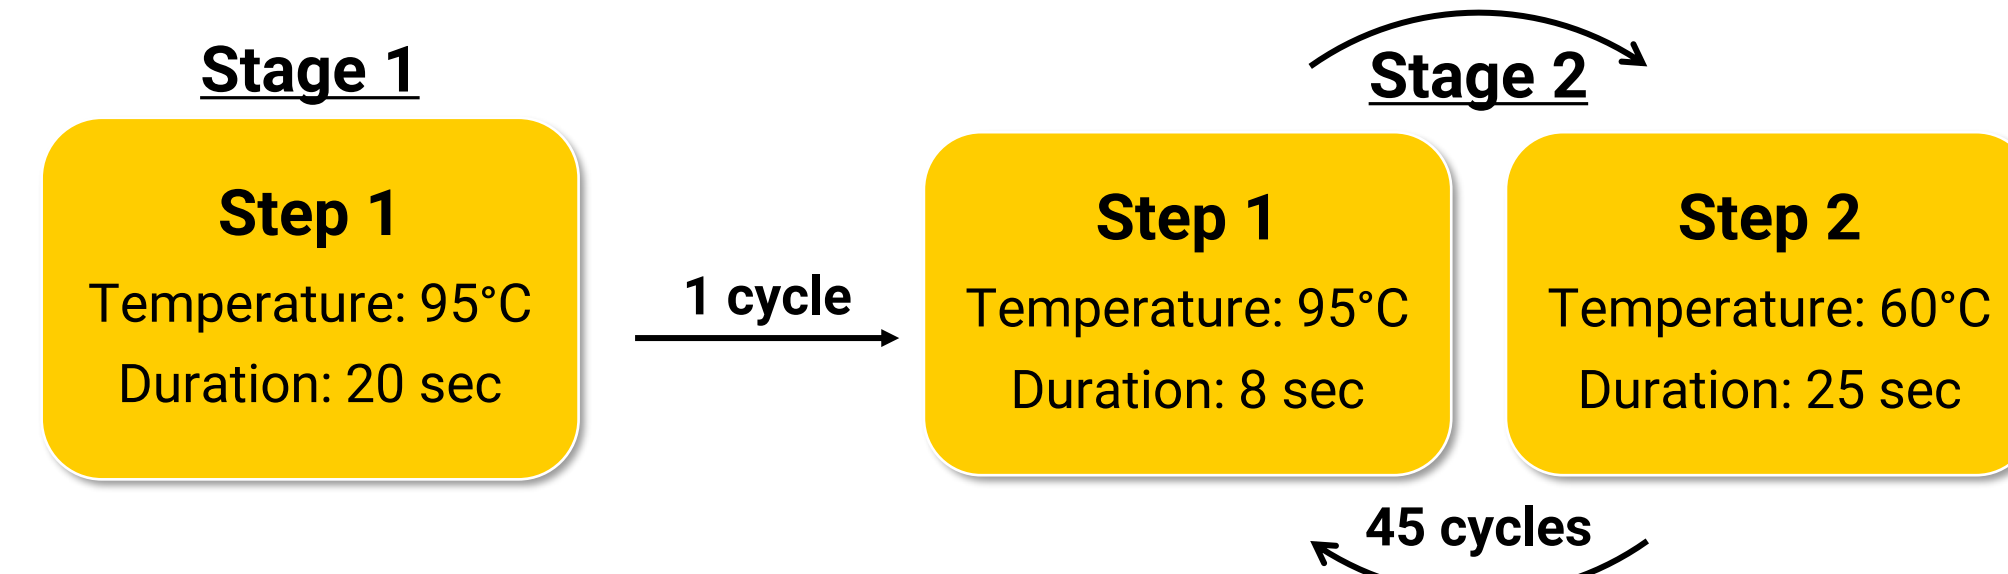 Stage 1
Step 1
Temperature: 95°C
Duration: 20 sec
1 cycle
Stage 2
Step 1
Temperature: 95°C
Duration: 8 sec
Step 2
Temperature: 60°C
Duration: 25 sec
45 cycles